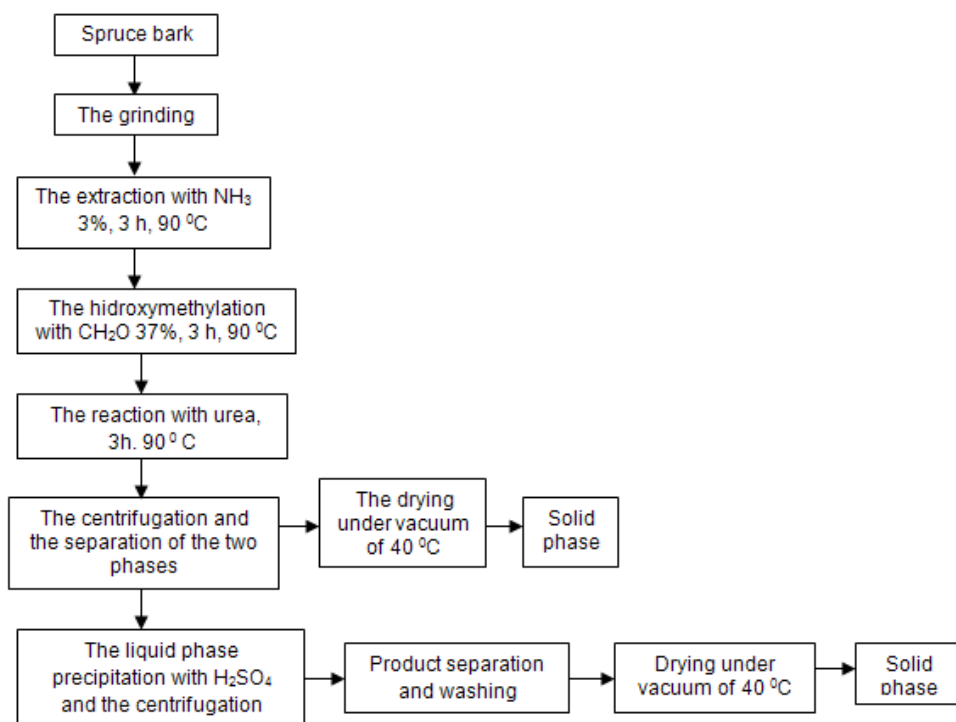 Spruce bark
The grinding
The extraction with NH₃
3%, 3 h, 90 ⁰C
The hidroxymethylation
with CH₂O 37%, 3 h, 90 ⁰C
The reaction with urea,
3h. 90⁰ C
The centrifugation and
the separation of the two
phases
The drying
under vacuum
of 40 ⁰C
Solid
phase
The liquid phase
precipitation with H₂SO₄
and the centrifugation
Product separation
and washing
Drying under
vacuum of 40 ⁰C
Solid
phase